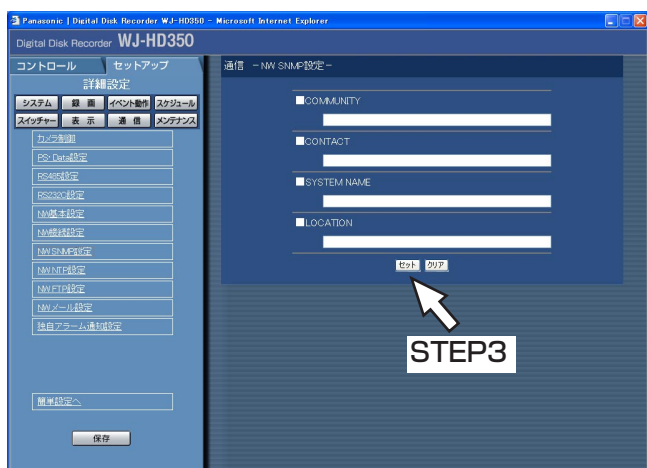 Panasonic | Digital Disk Recorder WJ-HD350 - Microsoft Internet Explorer
Digital Disk Recorder WJ-HD350
コントロール セットアップ
詳細設定
システム 録 画 イベント動作 スケジュール
スイッチャー 表 示 通 信 メンテナンス
カメラ制御
PS･Data設定
RS485設定
RS232C設定
NW基本設定
NW接続設定
NW SNMP設定
NW NTP設定
NW FTP設定
NWメール設定
独自アラーム通知設定
簡単設定へ
保存
通信 －NW SNMP設定－
■COMMUNITY
■CONTACT
■SYSTEM NAME
■LOCATION
セット クリア
STEP3